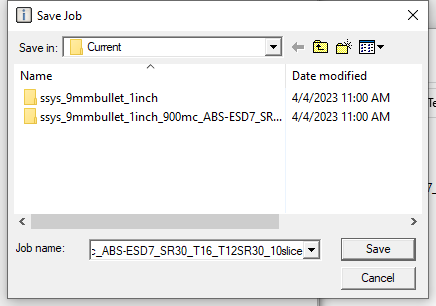 Save Job
Save in: Current
Name Date modified
ssys_9mmbullet_1inch 4/4/2023 11:00 AM
ssys_9mmbullet_1inch_900mc_ABS-ESD7_SR... 4/4/2023 11:00 AM
Job name: c_ABS-ESD7_SR30_T16_T12SR30_10slice Save
Cancel